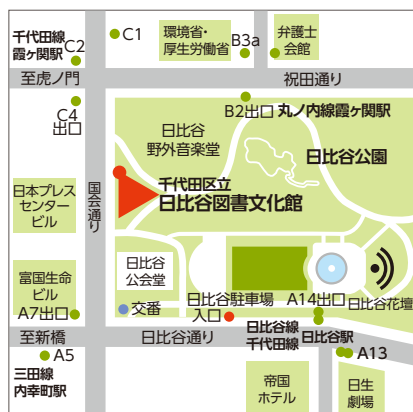 千代田線
霞ヶ関駅
C2
C1
環境省・
厚生労働省
B3a
弁護士
会館
至虎ノ門
祝田通り
C4
出口
B2出口
丸ノ内線霞ヶ関駅
日比谷
野外音楽堂
日比谷公園
日本プレス
センター
ビル
国会通り
千代田区立
日比谷図書文化館
富国生命
ビル
A7出口
日比谷
公会堂
交番
日比谷駐車場
入口
A14出口
日比谷花壇
至新橋
日比谷通り
日比谷線
千代田線
日比谷駅
A5
三田線
内幸町駅
A13
帝国
ホテル
日生
劇場